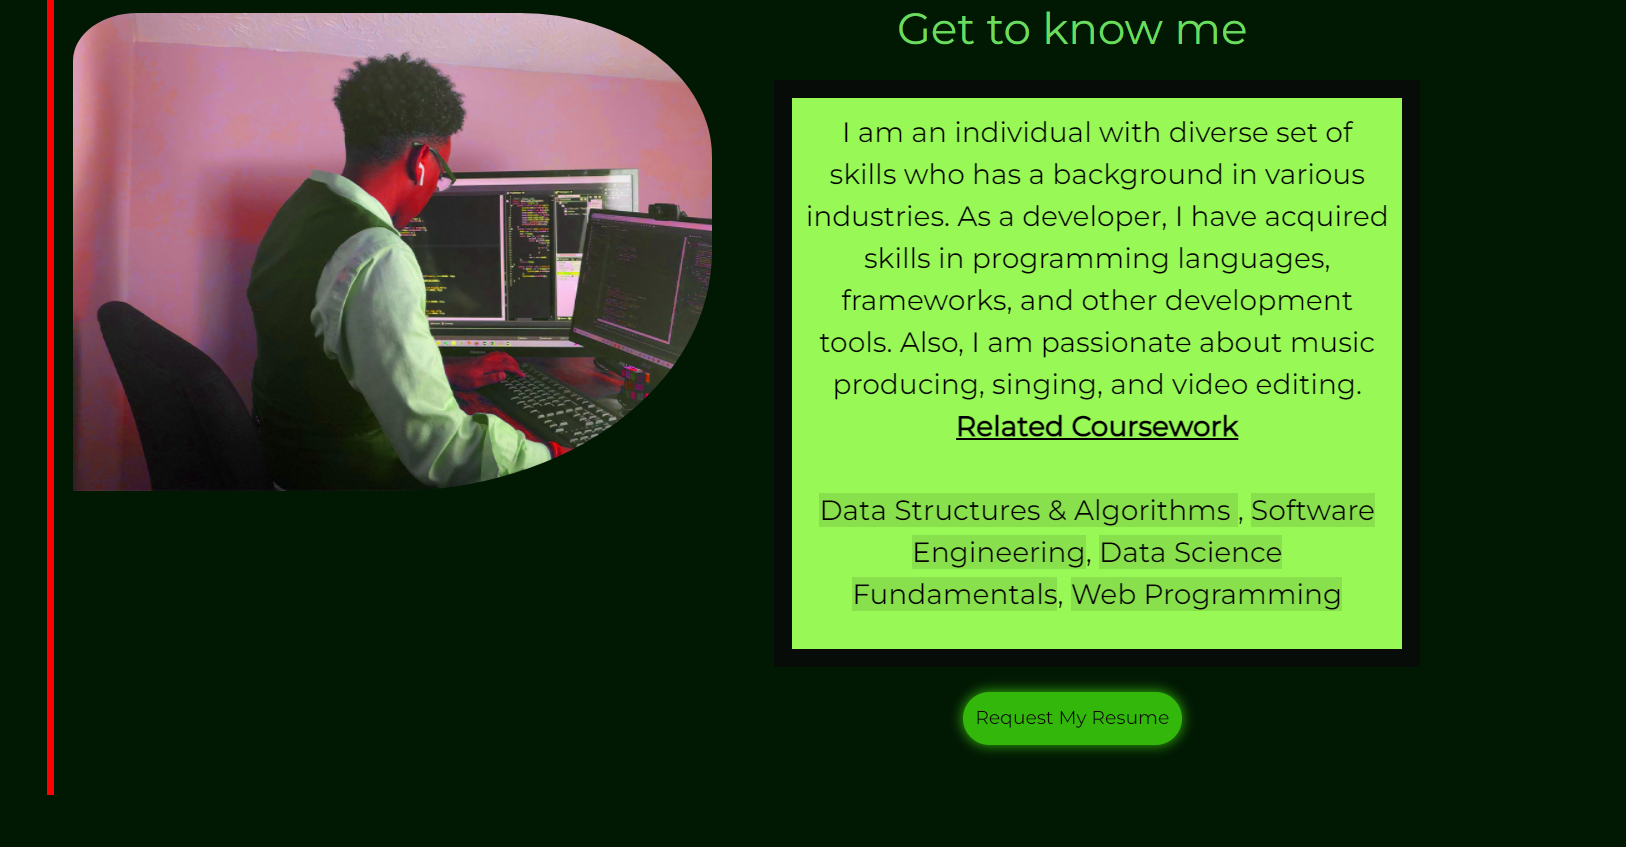 Get to know me
I am an individual with diverse set of
skills who has a background in various
industries. As a developer, I have acquired
skills in programming languages,
frameworks, and other development
tools. Also, I am passionate about music
producing, singing, and video editing.
Related Coursework
Data Structures & Algorithms , Software
Engineering, Data Science
Fundamentals, Web Programming
Request My Resume